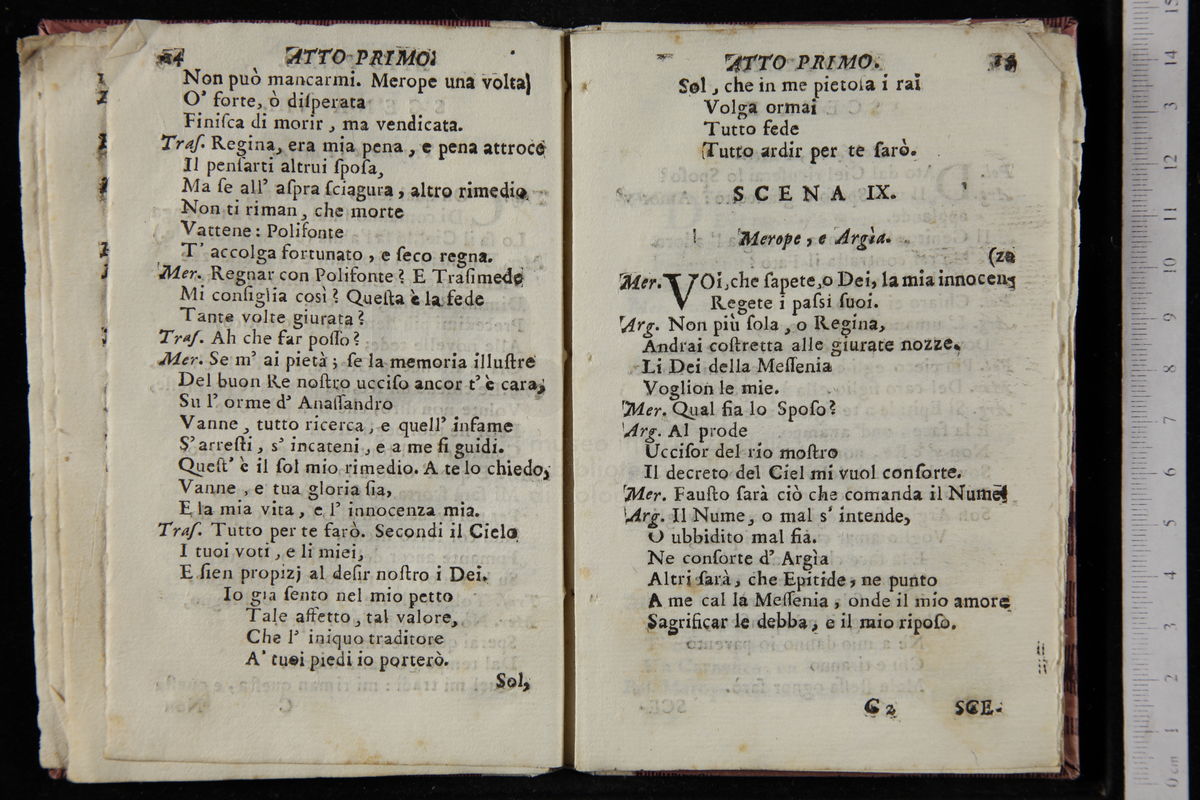 24 ATTO PRIMO.
Non può mancarmi. Merope una volta
O' forte, ò diſperata
Finiſca di morir, ma vendicata.
Traſ. Regina, era mia pena, e pena attroce
Il penſarti altrui ſpoſa,
Ma ſe all' aſpra ſciagura, altro rimedio
Non ti riman, che morte
Vattene: Polifonte
T' accolga fortunato, e ſeco regna.
Mer. Regnar con Polifonte? E Traſimede
Mi conſiglia così? Queſta è la fede
Tante volte giurata?
Traſ. Ah che far poſſo?
Mer. Se m' ai pietà; ſe la memoria illuſtre
Del buon Re noſtro ucciſo ancor t' è cara,
Su l' orme d' Anaſſandro
Vanne, tutto ricerca, e quell' infame
S' arreſti, s' incateni, e a me ſi guidi.
Queſt' è il ſol mio rimedio. A te lo chiedo,
Vanne, e tua gloria ſia,
E la mia vita, e l' innocenza mia.
Traſ. Tutto per te farò. Secondi il Cielo
I tuoi voti, e li miei,
E ſien propizj al deſir noſtro i Dei.
Io già ſento nel mio petto
Tale affetto, tal valore,
Che l' iniquo traditore
A' tuoi piedi io porterò.
Sol,
ATTO PRIMO.
Sol, che in me pietoſa i rai
Volga ormai
Tutto fede
Tutto ardir per te ſarò.
SCENA IX.
Merope, e Argìa.
(za
Mer. VOi, che ſapete, o Dei, la mia innocen-
Regete i paſſi ſuoi.
Arg. Non più ſola, o Regina,
Andrai coſtretta alle giurate nozze.
Li Dei della Meſſenia
Voglion le mie.
Mer. Qual fia lo Spoſo?
Arg. Al prode
Ucciſor del rio moſtro
Il decreto del Ciel mi vuol conſorte.
Mer. Fauſto ſarà ciò che comanda il Nume.
Arg. Il Nume, o mal s' intende,
O ubbidito mal fia.
Ne conſorte d' Argìa
Altri ſarà, che Epitide, ne punto
A me cal la Meſſenia, onde il mio amore
Sagrificar le debba, e il mio ripoſo.
C 2 SCE-